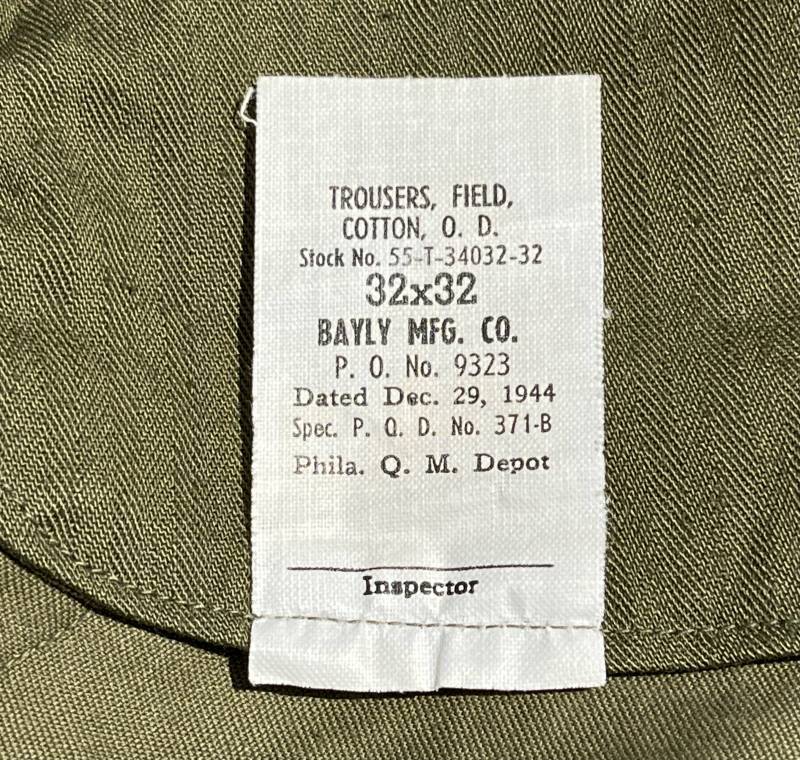 TROUSERS, FIELD,
COTTON, O. D.
Stock No. 55-T-34032-32
32x32
BAYLY MFG. CO.
P. O. No. 9323
Dated Dec. 29, 1944
Spec. P. Q. D. No. 371-B
Phila. Q. M. Depot
Inspector